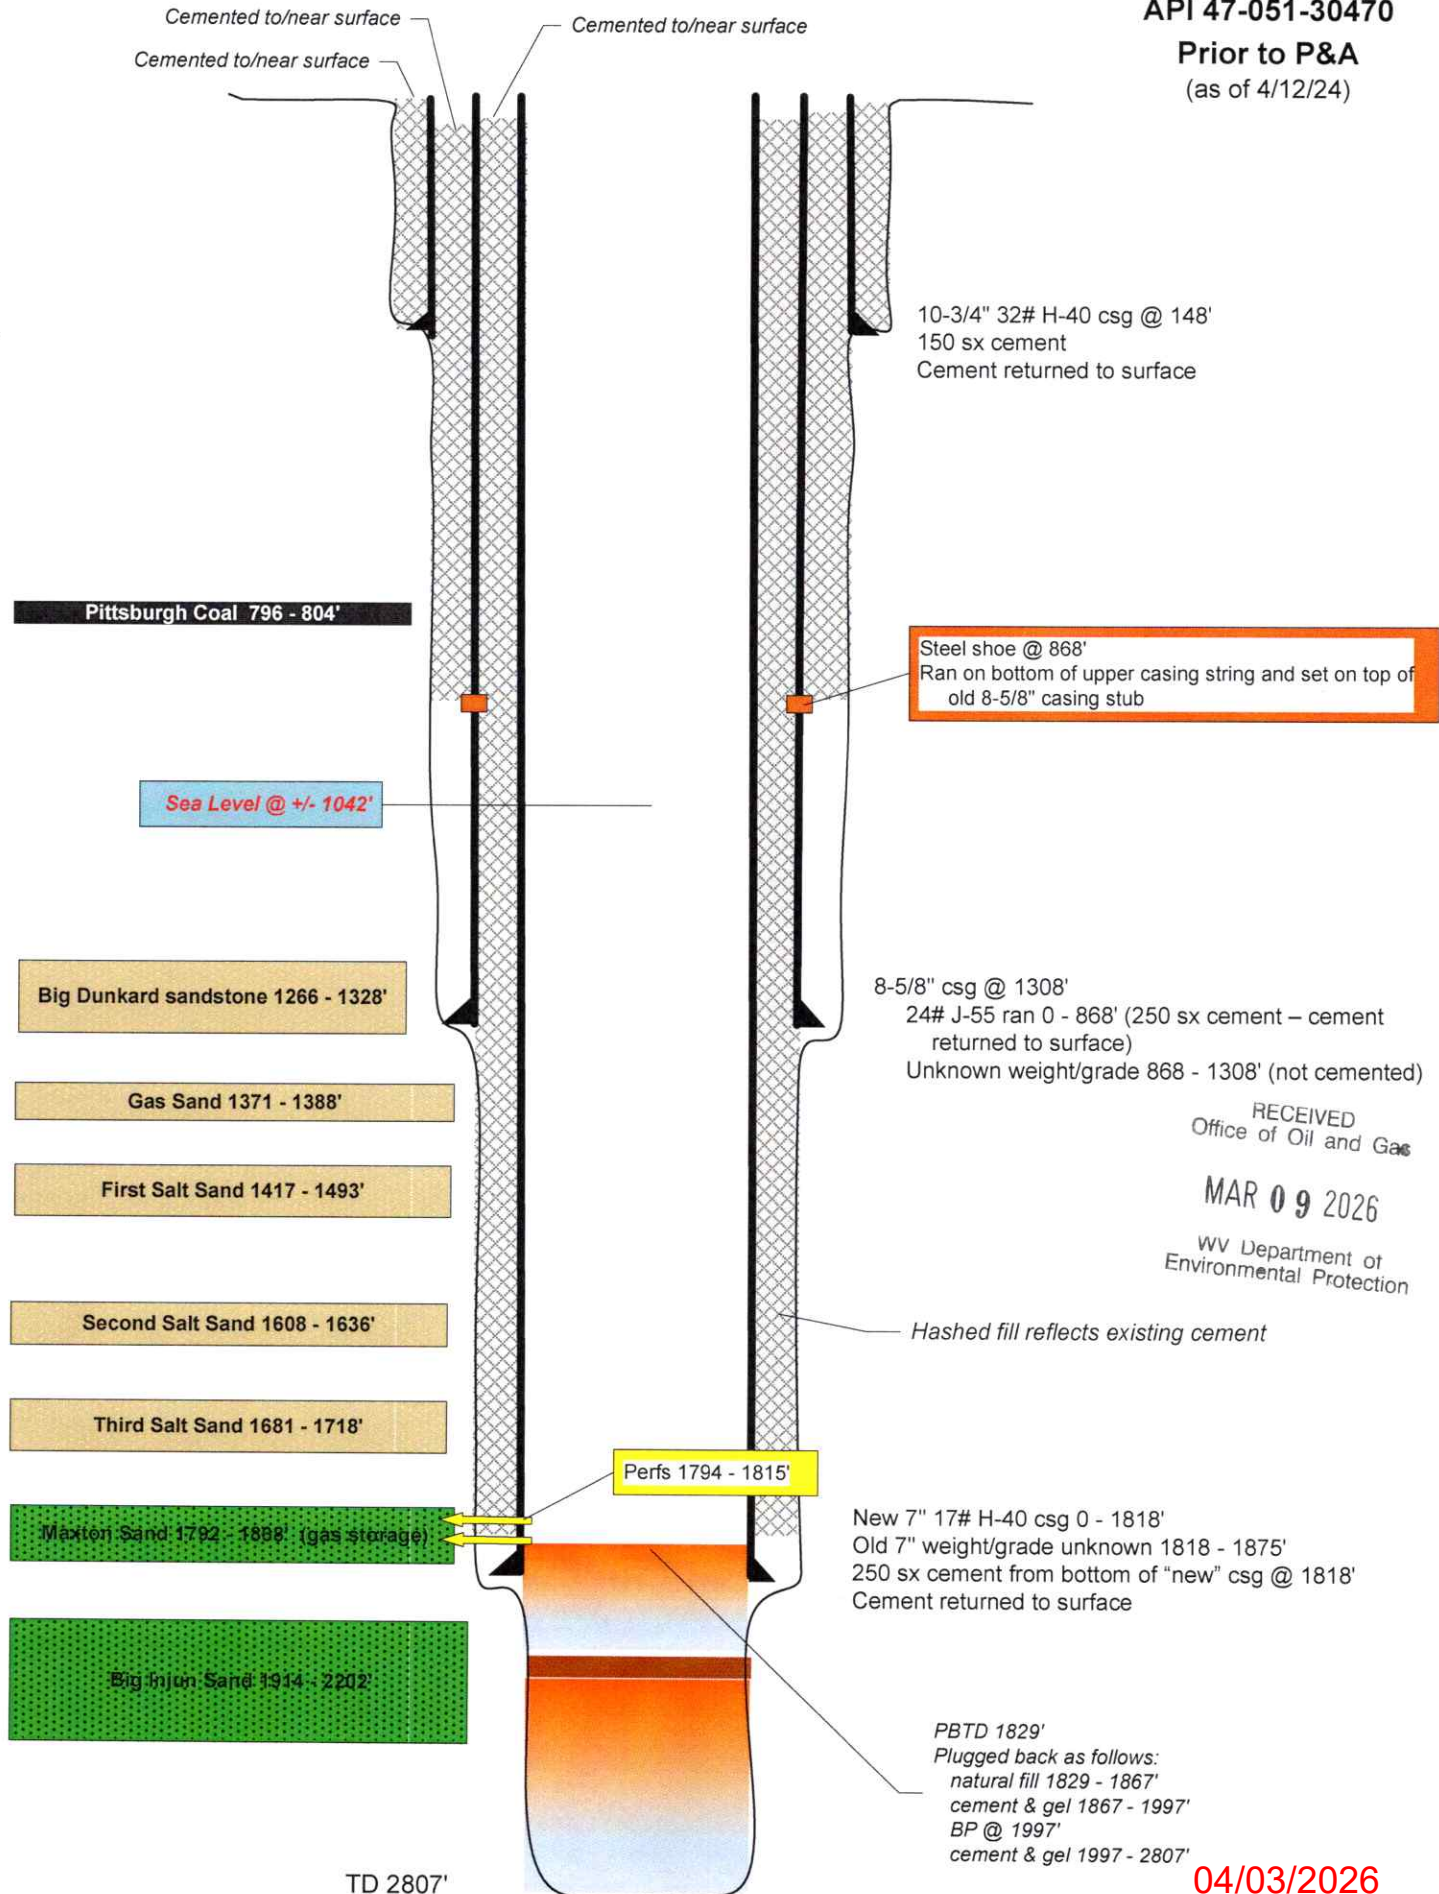 API 47-051-30470
Prior to P&A
(as of 4/12/24)
Cemented to/near surface
Cemented to/near surface
Cemented to/near surface
10-3/4" 32# H-40 csg @ 148'
150 sx cement
Cement returned to surface
Pittsburgh Coal 796 - 804'
Steel shoe @ 868'
Ran on bottom of upper casing string and set on top of
old 8-5/8" casing stub
Sea Level @ +/- 1042'
Big Dunkard sandstone 1266 - 1328'
8-5/8" csg @ 1308'
24# J-55 ran 0 - 868' (250 sx cement – cement
returned to surface)
Unknown weight/grade 868 - 1308' (not cemented)
Gas Sand 1371 - 1388'
RECEIVED
Office of Oil and Gas
MAR 09 2026
WV Department of
Environmental Protection
First Salt Sand 1417 - 1493'
Second Salt Sand 1608 - 1636'
Hashed fill reflects existing cement
Third Salt Sand 1681 - 1718'
Perfs 1794 - 1815'
Maxton Sand 1792 - 1868' (gas storage)
New 7" 17# H-40 csg 0 - 1818'
Old 7" weight/grade unknown 1818 - 1875'
250 sx cement from bottom of “new” csg @ 1818'
Cement returned to surface
Big Injun Sand 1914 - 2202'
PBTD 1829'
Plugged back as follows:
natural fill 1829 - 1867'
cement & gel 1867 - 1997'
BP @ 1997'
cement & gel 1997 - 2807'
TD 2807'
04/03/2026